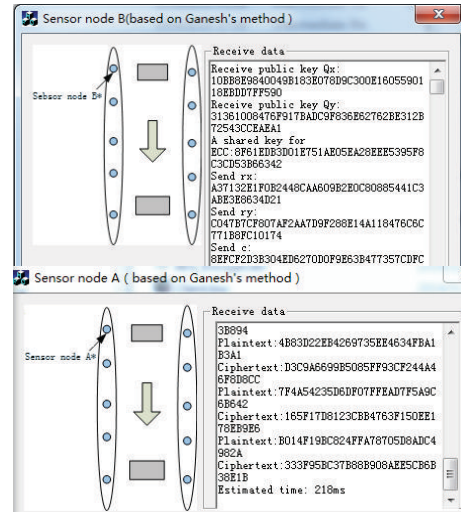 Sensor node B(based on Ganesh's method )
Receive data
Sebsor node B*
Receive public key Qx:
10BB8E9840049B183E078D9C300E16055901
18EBDD7FF590
Receive public key Qy:
31361008476F917BADC9F836E62762BE312B
72543CCEAEA1
A shared key for
ECC:8F61EDB3D01E751AE05EA28EEE5395F8
C3CD53B66342
Send rx:
A37132E1F0B2448CAA609B2E0C80885441C3
ABE3E8634D21
Send ry:
C047B7CF807AF2AA7D9F288E14A118476C6C
771B8FC10174
Send c:
8EFCF2D3B304ED6270D0F9E63B477357CDFC
Sensor node A ( based on Ganesh's method )
Receive data
Sensor node A*
3B894
Plaintext:4B83D22EB4269735EE4634FBA1
B3A1
Ciphertext:D3C9A6699B5085FF93CF244A4
6F8D8CC
Plaintext:7F4A54235D6DF07FFEAD7F5A9C
6B642
Ciphertext:165F17D8123CBB4763F150EE1
78EB9E6
Plaintext:B014F19BC824FFA78705D8ADC4
982A
Ciphertext:333F95BC37B88B908AEE5CB6B
38E1B
Estimated time: 218ms